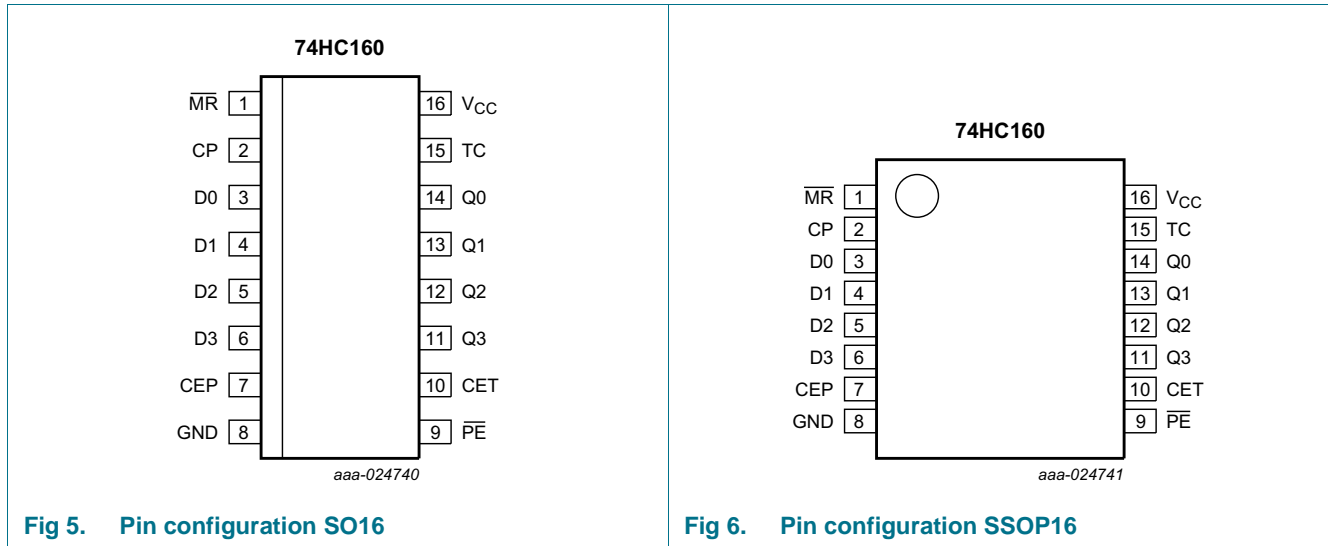 74HC160
M̅R̅ 1 16 VCC
CP 2 15 TC
D0 3 14 Q0
D1 4 13 Q1
D2 5 12 Q2
D3 6 11 Q3
CEP 7 10 CET
GND 8 9 P̅E̅
aaa-024740
Fig 5. Pin configuration SO16
74HC160
M̅R̅ 1 16 VCC
CP 2 15 TC
D0 3 14 Q0
D1 4 13 Q1
D2 5 12 Q2
D3 6 11 Q3
CEP 7 10 CET
GND 8 9 P̅E̅
aaa-024741
Fig 6. Pin configuration SSOP16